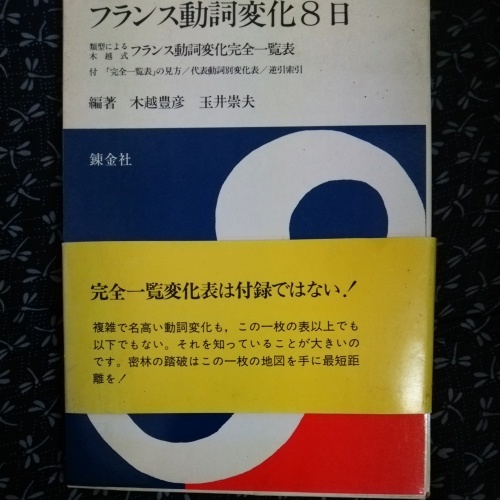 フランス動詞変化8日
類型による
木越式
フランス動詞変化完全一覧表
付 「完全一覧表」の見方／代表動詞別変化表／逆引索引
編著 木越豊彦 玉井崇夫
錬金社
完全一覧変化表は付録ではない！
複雑で名高い動詞変化も，この一枚の表以上でも
以下でもない。それを知っていることが大きいの
です。密林の踏破はこの一枚の地図を手に最短距
離を！